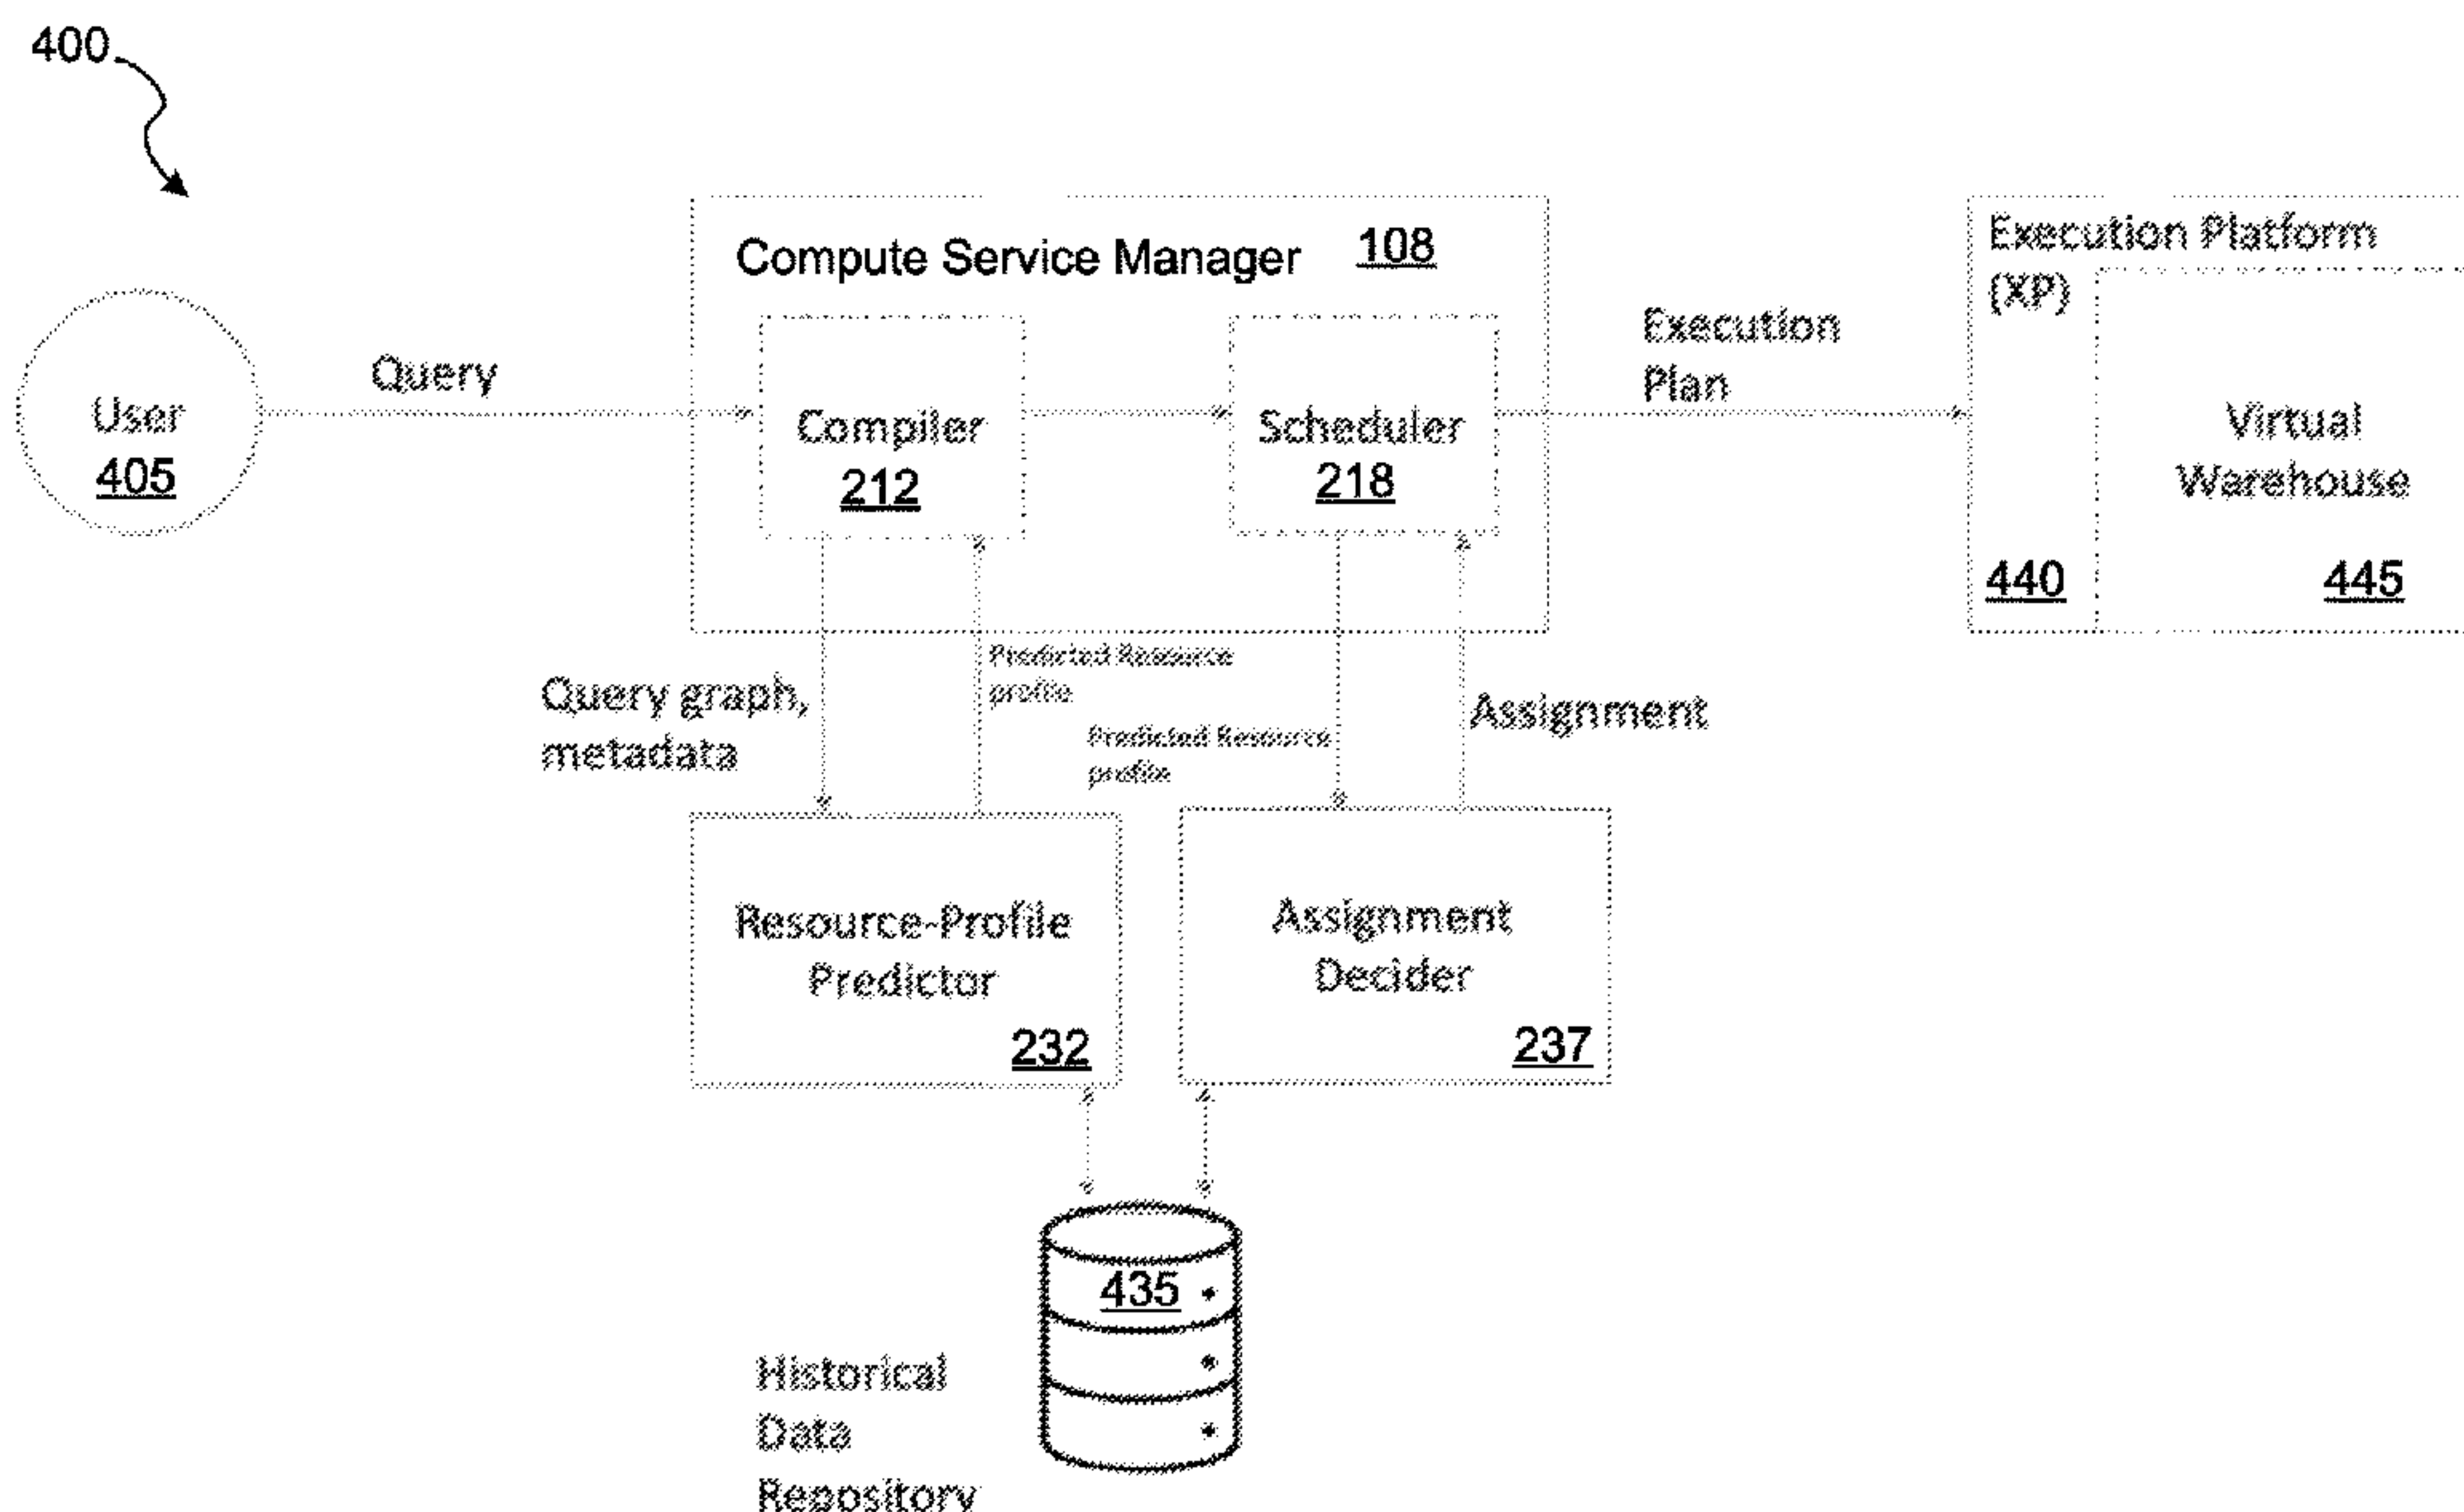 400
Compute Service Manager 108
Execution Platform
(XP)
Query
Execution
Plan
User
405
Compiler
212
Scheduler
218
Virtual
Warehouse
440
445
Predicted Resource
profile
Query graph,
metadata
Assignment
Predicted Resource
profile
Resource-Profile
Predictor
232
Assignment
Decider
237
435
Historical
Data
Repository